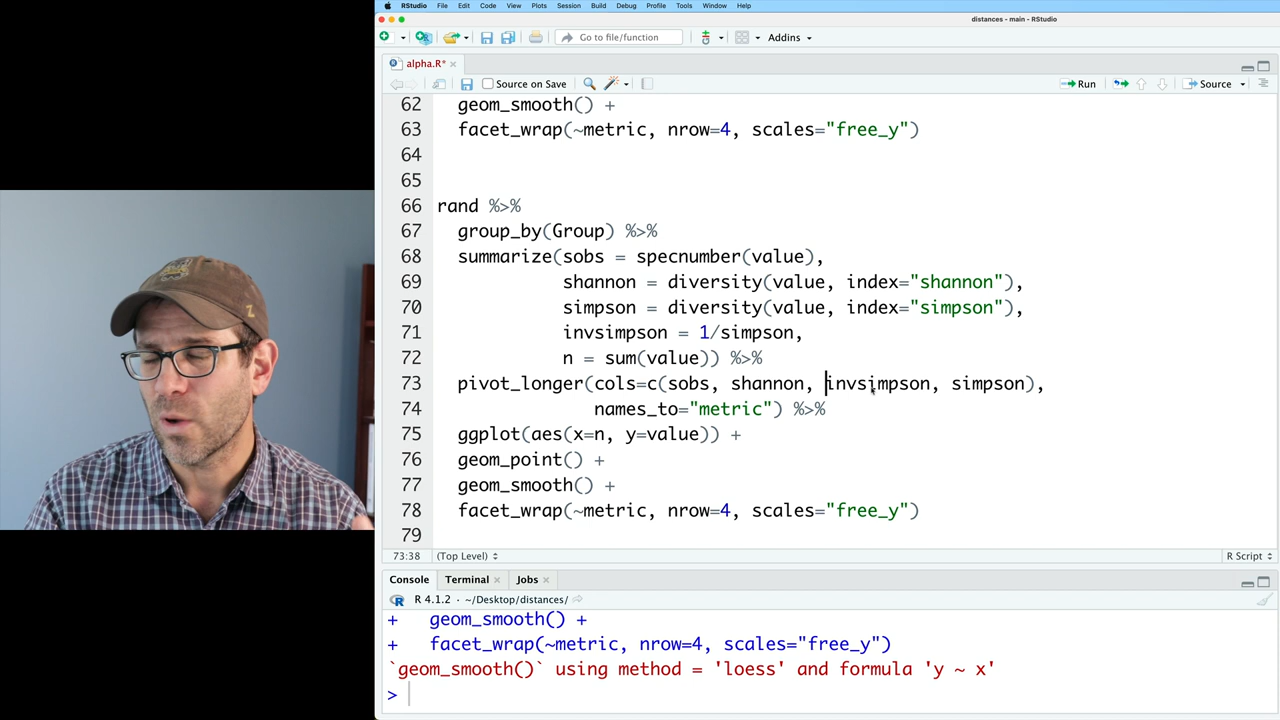 RStudio File Edit Code View Plots Session Build Debug Profile Tools Window Help
distances - main - RStudio
Go to file/function Addins
alpha.R*
Source on Save Run Source
62 geom_smooth() +
63 facet_wrap(~metric, nrow=4, scales="free_y")
64
65
66 rand %>%
67 group_by(Group) %>%
68 summarize(sobs = specnumber(value),
69 shannon = diversity(value, index="shannon"),
70 simpson = diversity(value, index="simpson"),
71 invsimpson = 1/simpson,
72 n = sum(value)) %>%
73 pivot_longer(cols=c(sobs, shannon, invsimpson, simpson),
74 names_to="metric") %>%
75 ggplot(aes(x=n, y=value)) +
76 geom_point() +
77 geom_smooth() +
78 facet_wrap(~metric, nrow=4, scales="free_y")
79
73:38 (Top Level) R Script
Console Terminal Jobs
R 4.1.2 · ~/Desktop/distances/
+ geom_smooth() +
+ facet_wrap(~metric, nrow=4, scales="free_y")
`geom_smooth()` using method = 'loess' and formula 'y ~ x'
>